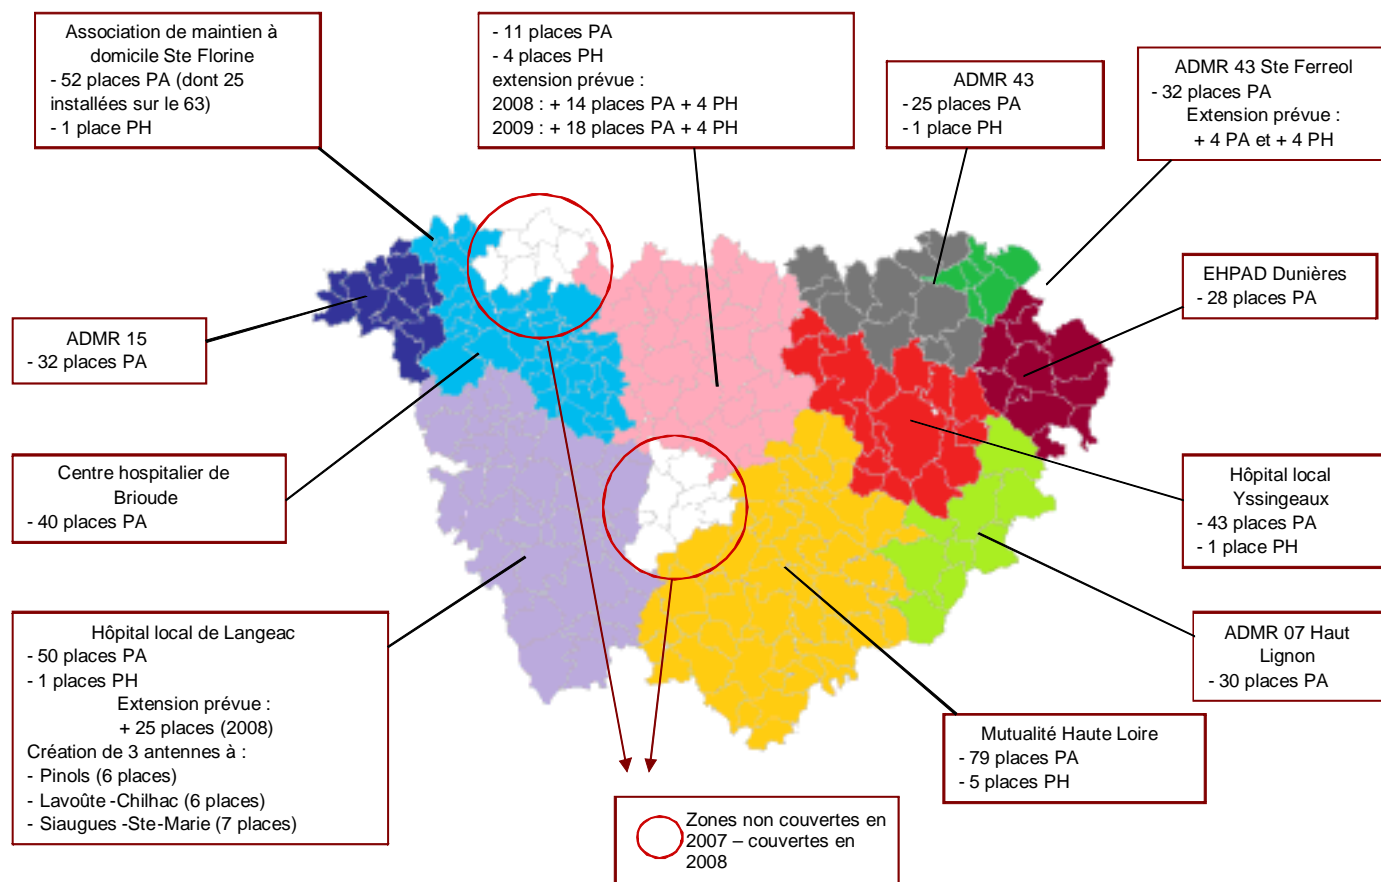 Association de maintien à
domicile Ste Florine
- 52 places PA (dont 25
installées sur le 63)
- 1 place PH
- 11 places PA
- 4 places PH
extension prévue :
2008 : + 14 places PA + 4 PH
2009 : + 18 places PA + 4 PH
ADMR 43
- 25 places PA
- 1 place PH
ADMR 43 Ste Ferreol
- 32 places PA
Extension prévue :
+ 4 PA et + 4 PH
EHPAD Dunières
- 28 places PA
ADMR 15
- 32 places PA
Centre hospitalier de
Brioude
- 40 places PA
Hôpital local
Yssingeaux
- 43 places PA
- 1 place PH
Hôpital local de Langeac
- 50 places PA
- 1 places PH
Extension prévue :
+ 25 places (2008)
Création de 3 antennes à :
- Pinols (6 places)
- Lavoûte -Chilhac (6 places)
- Siaugues -Ste-Marie (7 places)
ADMR 07 Haut
Lignon
- 30 places PA
Mutualité Haute Loire
- 79 places PA
- 5 places PH
Zones non couvertes en
2007 – couvertes en
2008